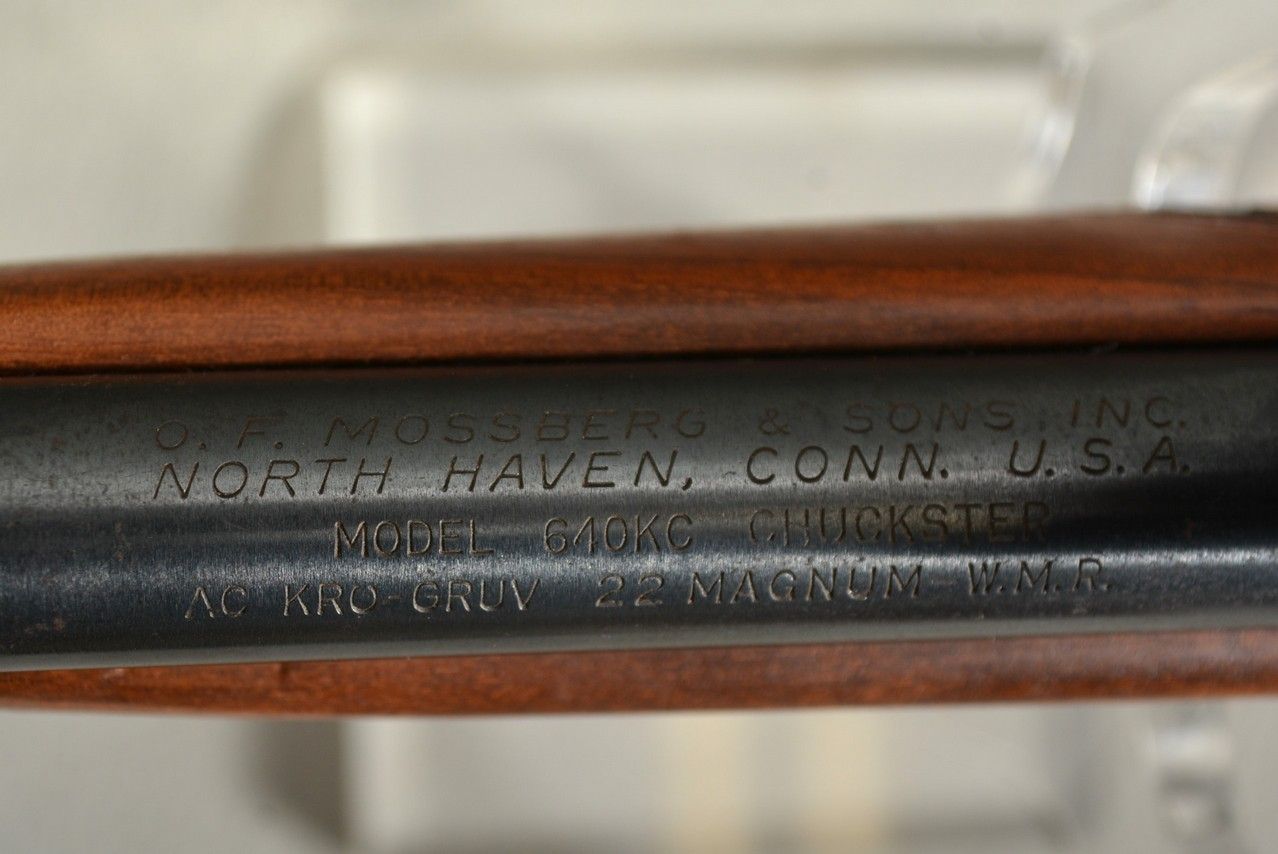 O. F. MOSSBERG & SONS INC.
NORTH HAVEN, CONN. U.S.A.
MODEL 640KC CHUCKSTER
AC KRO-GRUV 22 MAGNUM-W.M.R.